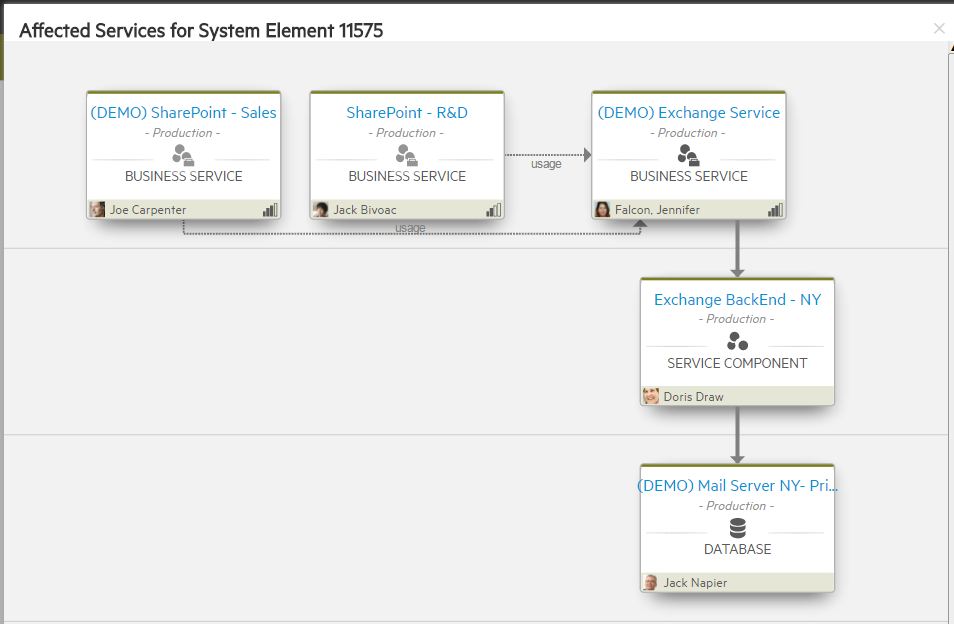 Affected Services for System Element 11575
(DEMO) SharePoint - Sales
- Production -
BUSINESS SERVICE
Joe Carpenter
SharePoint - R&D
- Production -
BUSINESS SERVICE
Jack Bivoac
usage
(DEMO) Exchange Service
- Production -
BUSINESS SERVICE
Falcon, Jennifer
usage
Exchange BackEnd - NY
- Production -
SERVICE COMPONENT
Doris Draw
(DEMO) Mail Server NY- Pri...
- Production -
DATABASE
Jack Napier